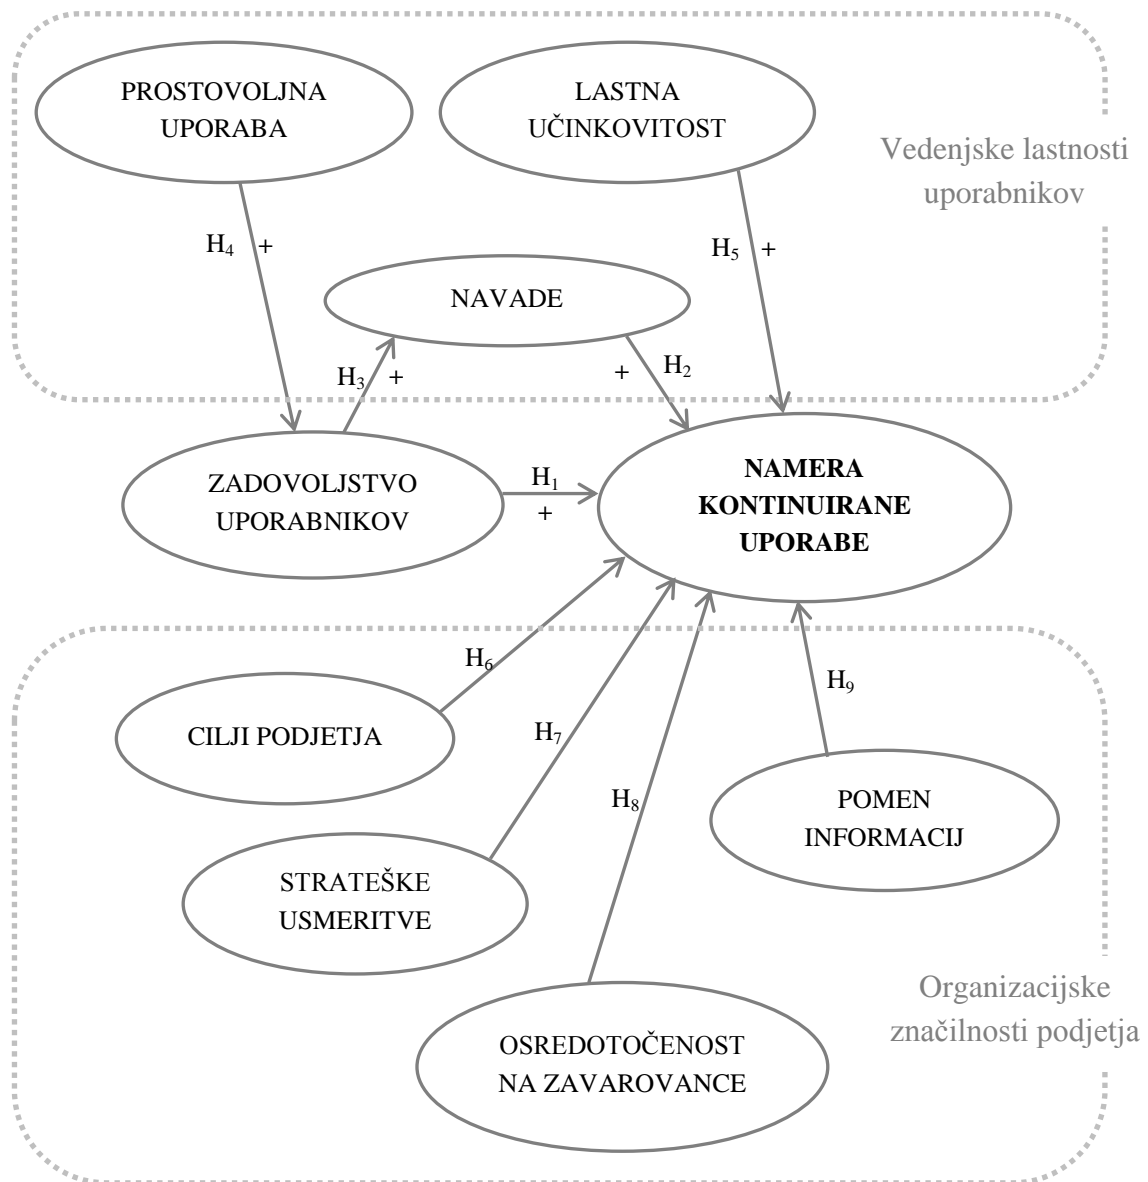 PROSTOVOLJNA
UPORABA
LASTNA
UČINKOVITOST
Vedenjske lastnosti
uporabnikov
H₄ +
H₅ +
NAVADE
H₃ +
+ H₂
ZADOVOLJSTVO
UPORABNIKOV
H₁
+
NAMERA
KONTINUIRANE
UPORABE
H₆
H₇
H₈
H₉
CILJI PODJETJA
POMEN
INFORMACIJ
STRATEŠKE
USMERITVE
OSREDOTOČENOST
NA ZAVAROVANCE
Organizacijske
značilnosti podjetja